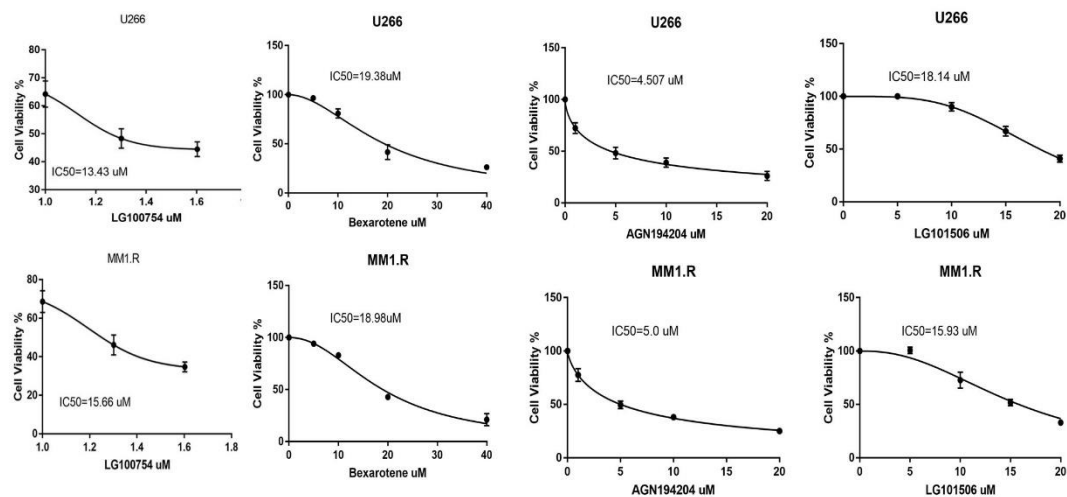 U266
Cell Viability %
80
70
60
50
40
30
IC50=13.43 uM
1.0 1.2 1.4 1.6
LG100754 uM
U266
Cell Viability %
150
100
50
0
IC50=19.38uM
0 10 20 30 40
Bexarotene uM
U266
Cell Viability %
150
100
50
0
IC50=4.507 uM
0 5 10 15 20
AGN194204 uM
U266
Cell Viability %
150
100
50
0
IC50=18.14 uM
0 5 10 15 20
LG101506 uM
MM1.R
Cell Viability %
80
60
40
20
0
IC50=15.66 uM
1.0 1.2 1.4 1.6 1.8
LG100754 uM
MM1.R
Cell Viability %
150
100
50
0
IC50=18.98uM
0 10 20 30 40
Bexarotene uM
MM1.R
Cell Viability %
150
100
50
0
IC50=5.0 uM
0 5 10 15 20
AGN194204 uM
MM1.R
Cell Viability %
150
100
50
0
IC50=15.93 uM
0 5 10 15 20
LG101506 uM